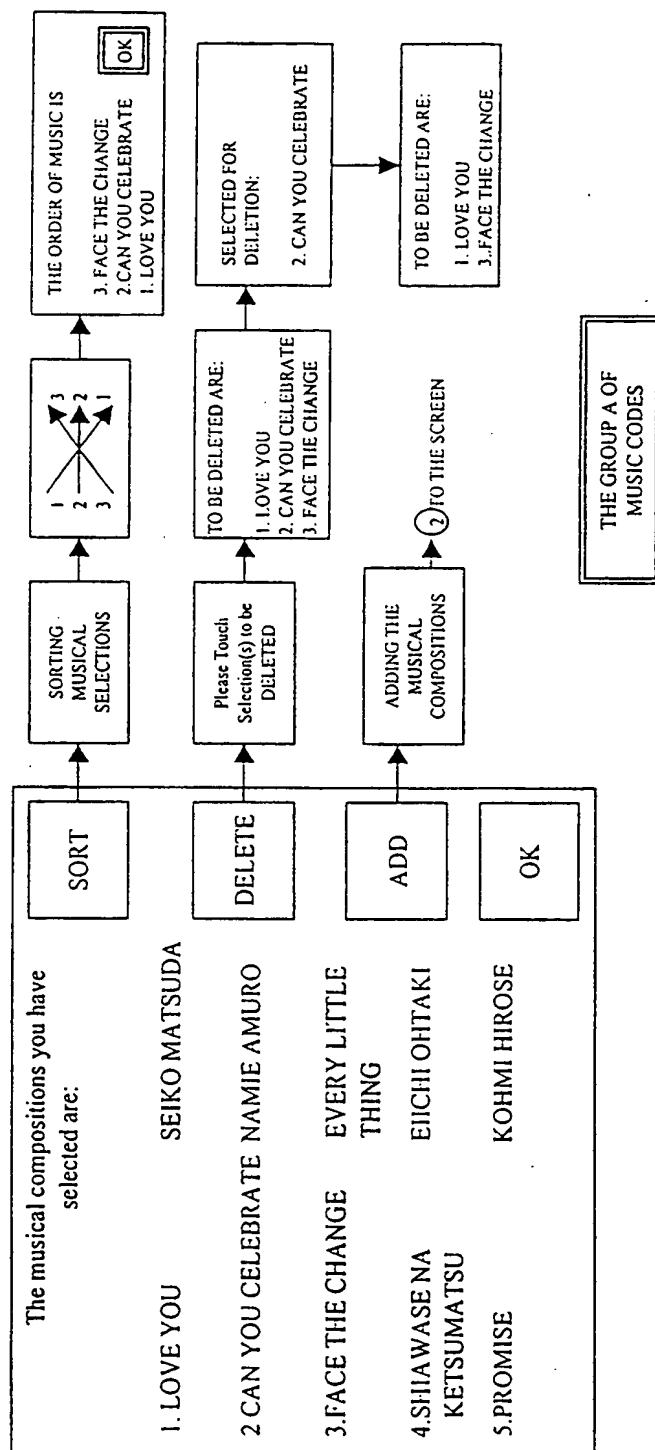 The musical compositions you have
selected are:
1. LOVE YOU SEIKO MATSUDA
2 CAN YOU CELEBRATE NAMIE AMURO
3.FACE THE CHANGE EVERY LITTLE
THING
4.SHIAWASE NA EIICHI OHTAKI
KETSUMATSU
5.PROMISE KOHMI HIROSE
SORT
DELETE
ADD
OK
SORTING
MUSICAL
SELECTIONS
1 3
2 2
3 1
THE ORDER OF MUSIC IS
3. FACE THE CHANGE
2.CAN YOU CELEBRATE
1. LOVE YOU
OK
Please Touch
Selection(s) to be
DELETED
TO BE DELETED ARE:
1. LOVE YOU
2. CAN YOU CELEBRATE
3. FACE THE CHANGE
SELECTED FOR
DELETION:
2. CAN YOU CELEBRATE
TO BE DELETED ARE:
1. LOVE YOU
3..FACE THE CHANGE
ADDING THE
MUSICAL
COMPOSITIONS
2 TO THE SCREEN
THE GROUP A OF
MUSIC CODES